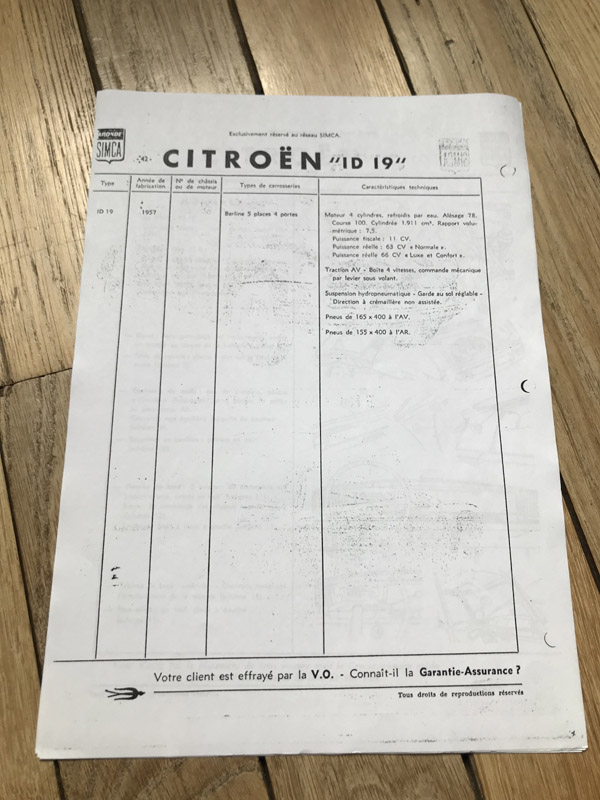 Exclusivement réservé au réseau SIMCA.
SIMCA
-42-
CITROËN "ID 19"
Type
Année de fabrication
N° de châssis ou de moteur
Types de carrosseries
Caractéristiques techniques
ID 19
1957
Berline 5 places 4 portes
Moteur 4 cylindres, refroidis par eau. Alésage 78.
Course 100. Cylindrée 1.911 cm³. Rapport volu-
métrique : 7,5.
Puissance fiscale : 11 CV.
Puissance réelle : 63 CV « Normale ».
Puissance réelle 66 CV « Luxe et Confort ».
Traction AV - Boîte 4 vitesses, commande mécanique
par levier sous volant.
Suspension hydropneumatique - Garde au sol réglable -
Direction à crémaillère non assistée.
Pneus de 165 x 400 à l'AV.
Pneus de 155 x 400 à l'AR.
Votre client est effrayé par la V.O. - Connaît-il la Garantie-Assurance ?
Tous droits de reproductions réservés